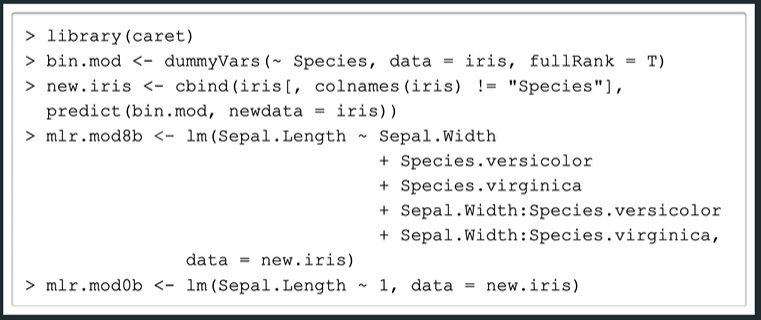 > library(caret)
> bin.mod <- dummyVars(~ Species, data = iris, fullRank = T)
> new.iris <- cbind(iris[, colnames(iris) != "Species"],
predict(bin.mod, newdata = iris))
> mlr.mod8b <- lm(Sepal.Length ~ Sepal.Width
+ Species.versicolor
+ Species.virginica
+ Sepal.Width:Species.versicolor
+ Sepal.Width:Species.virginica,
data = new.iris)
> mlr.mod0b <- lm(Sepal.Length ~ 1, data = new.iris)